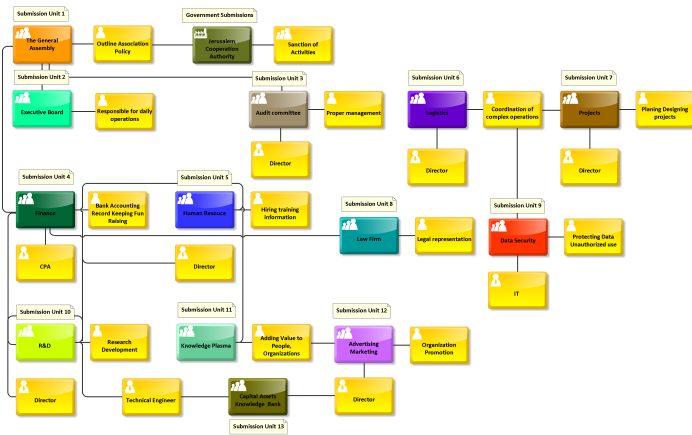 Submission Unit 1
Government Submissions
The General
Assembly
Outline Association
Policy
Jerusalem
Cooperation
Authority
Sanction of
Activities
Submission Unit 2
Submission Unit 3
Submission Unit 6
Submission Unit 7
Executive Board
Responsible for daily
operations
Audit committee
Proper management
Logistics
Coordination of
complex operations
Projects
Planing Designing
projects
Director
Director
Director
Submission Unit 4
Submission Unit 5
Submission Unit 8
Submission Unit 9
Finance
Bank Accounting
Record Keeping Fun
Raising
Human Resouce
Hiring training
information
Law Firm
Legal representation
Data Security
Protecting Data
Unauthorized use
CPA
Director
IT
Submission Unit 10
Submission Unit 11
Submission Unit 12
R&D
Research
Development
Knowledge Plasma
Adding Value to
People,
Organizations
Advertising
Marketing
Organization
Promotion
Director
Technical Engineer
Capital Assets
Knowledge Bank
Director
Submission Unit 13